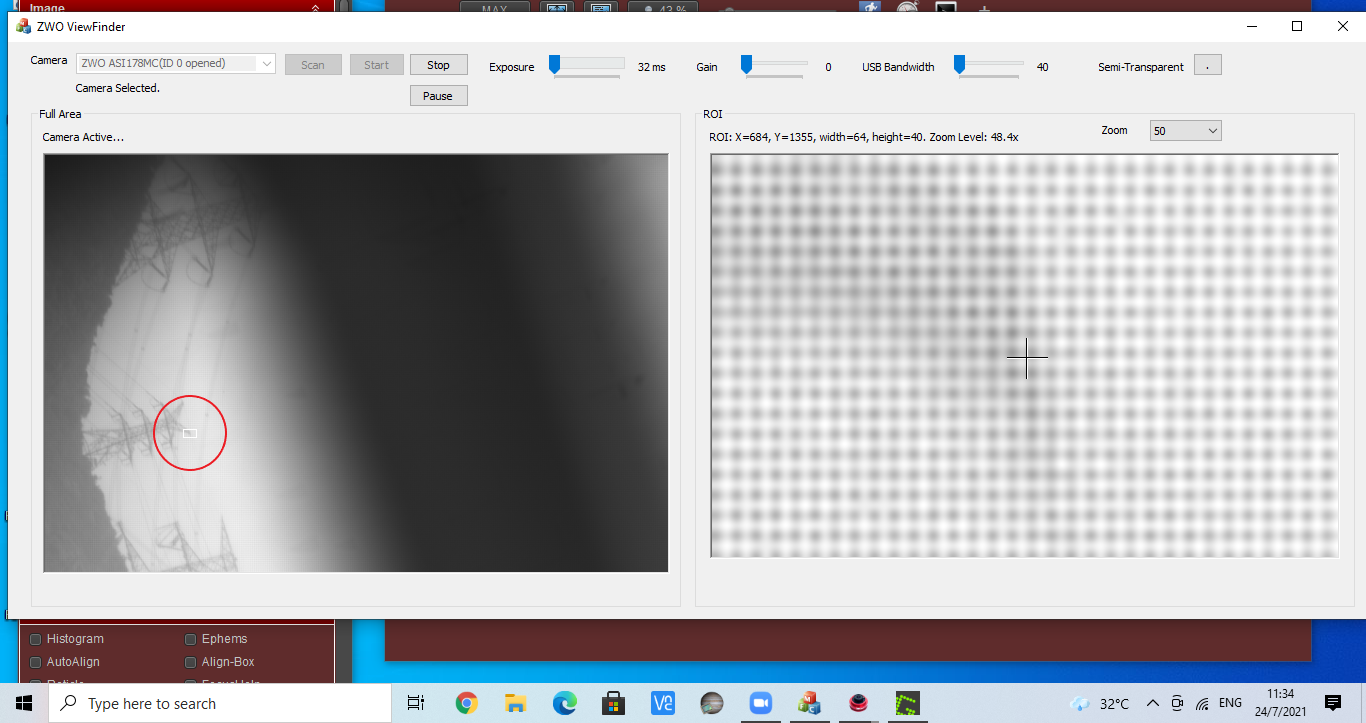 Image
MAX
43 %
ZWO ViewFinder
Camera
ZWO ASI178MC(ID 0 opened)
Scan
Start
Stop
Exposure
32 ms
Gain
0
USB Bandwidth
40
Semi-Transparent
.
Camera Selected.
Pause
Full Area
ROI
Camera Active...
ROI: X=684, Y=1355, width=64, height=40. Zoom Level: 48.4x
Zoom
50
Histogram
Ephems
AutoAlign
Align-Box
Type here to search
32°C
ENG
11:34
24/7/2021